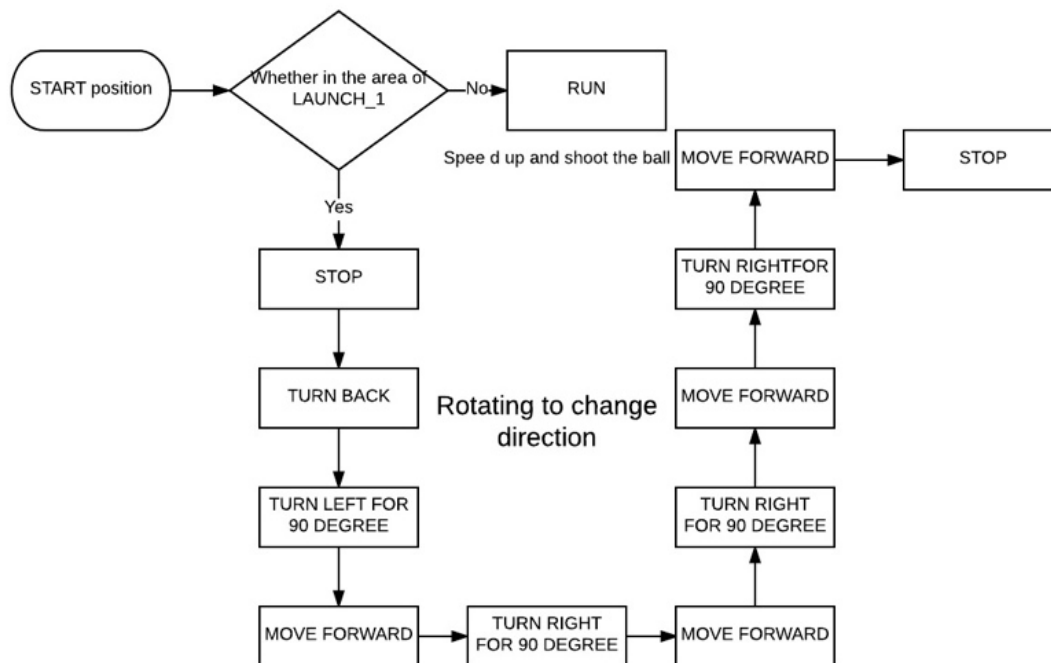 START position
Whether in the area of
LAUNCH_1
No
RUN
Yes
STOP
TURN BACK
TURN LEFT FOR
90 DEGREE
MOVE FORWARD
TURN RIGHT
FOR 90 DEGREE
MOVE FORWARD
TURN RIGHT
FOR 90 DEGREE
MOVE FORWARD
TURN RIGHTFOR
90 DEGREE
Spee d up and shoot the ball
MOVE FORWARD
STOP
Rotating to change
direction